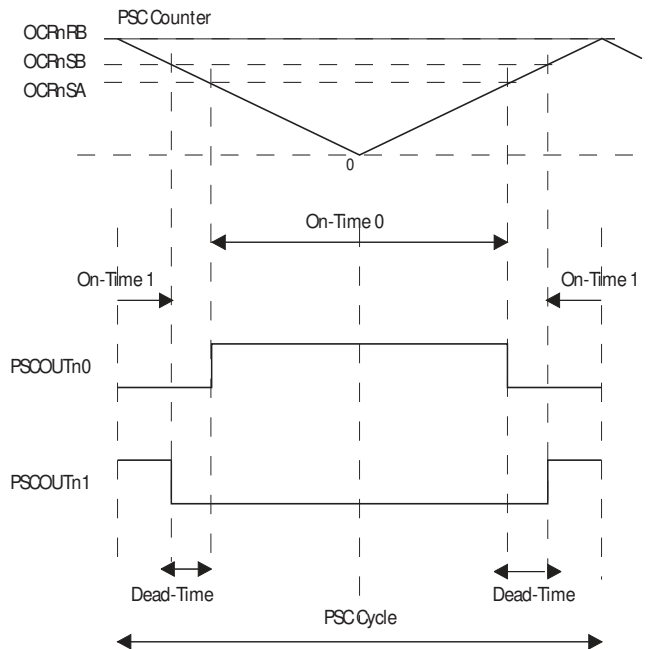 PSC Counter
OCRnRB
OCRnSB
OCRnSA
0
On-Time 0
On-Time 1
On-Time 1
PSCOUTn0
PSCOUTn1
Dead-Time
Dead-Time
PSC Cycle